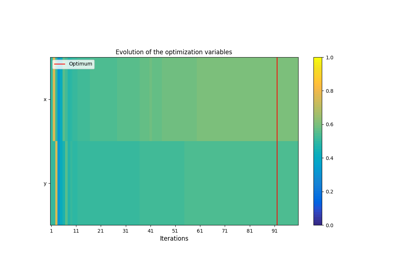 Evolution of the optimization variables
Optimum
x
y
1 11 21 31 41 51 61 71 81 91
Iterations
1.0
0.8
0.6
0.4
0.2
0.0